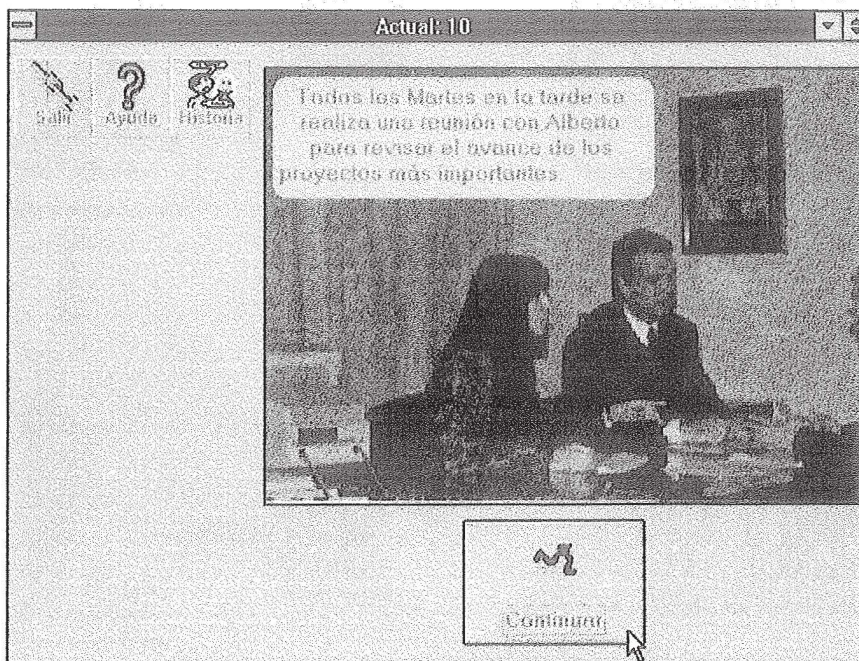 Actual: 10
Salir Ayuda Historia
Todos los Martes en la tarde se
realiza una reunión con Alberto
para revisar el avance de los
proyectos más importantes.
Continuar